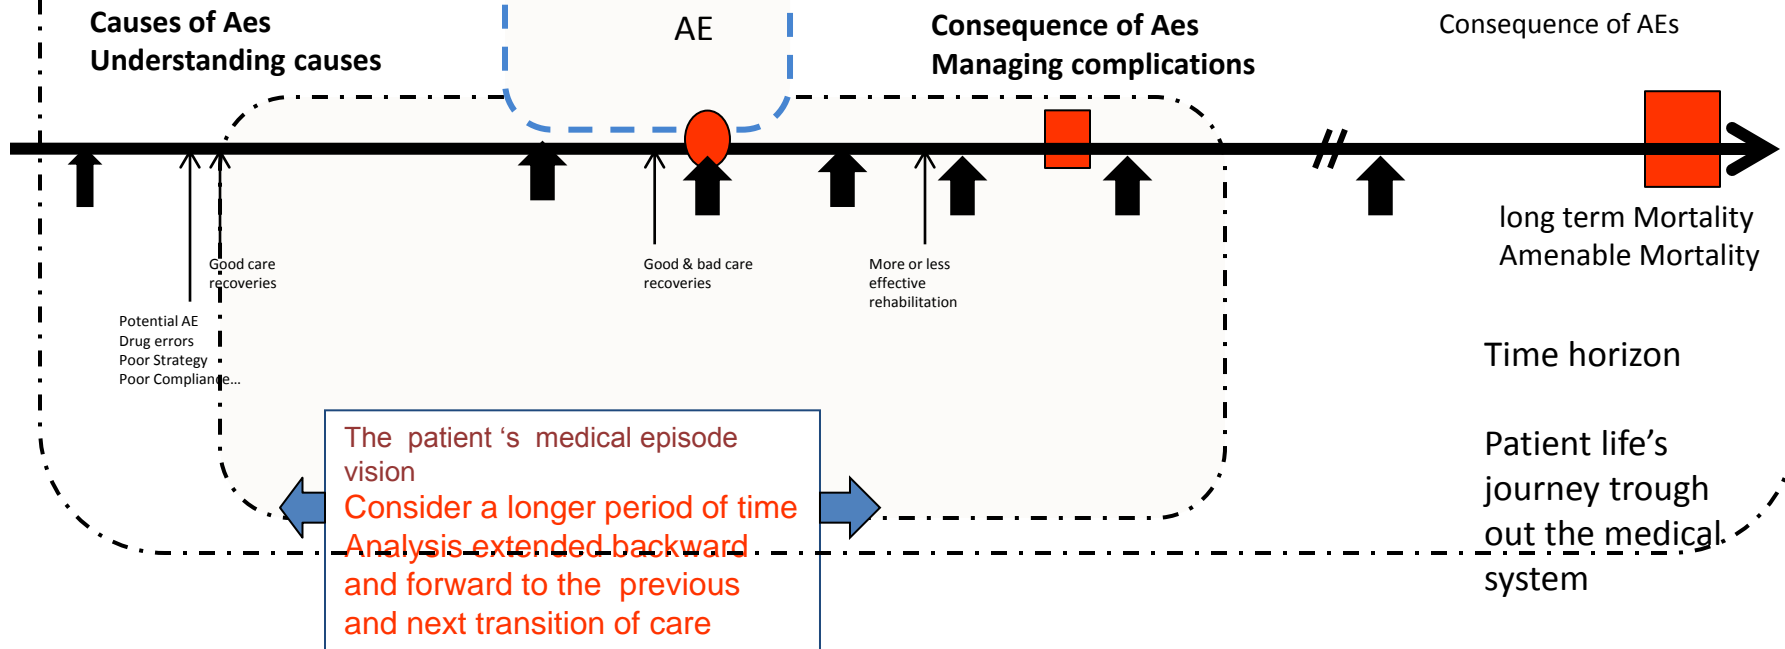 Causes of Aes
Understanding causes
AE
Consequence of Aes
Managing complications
Consequence of AEs
long term Mortality
Amenable Mortality
Good care
recoveries
Good & bad care
recoveries
More or less
effective
rehabilitation
Potential AE
Drug errors
Poor Strategy
Poor Compliance...
Time horizon
Patient life’s
journey trough
out the medical
system
The patient ‘s medical episode
vision
Consider a longer period of time
Analysis extended backward
and forward to the previous
and next transition of care